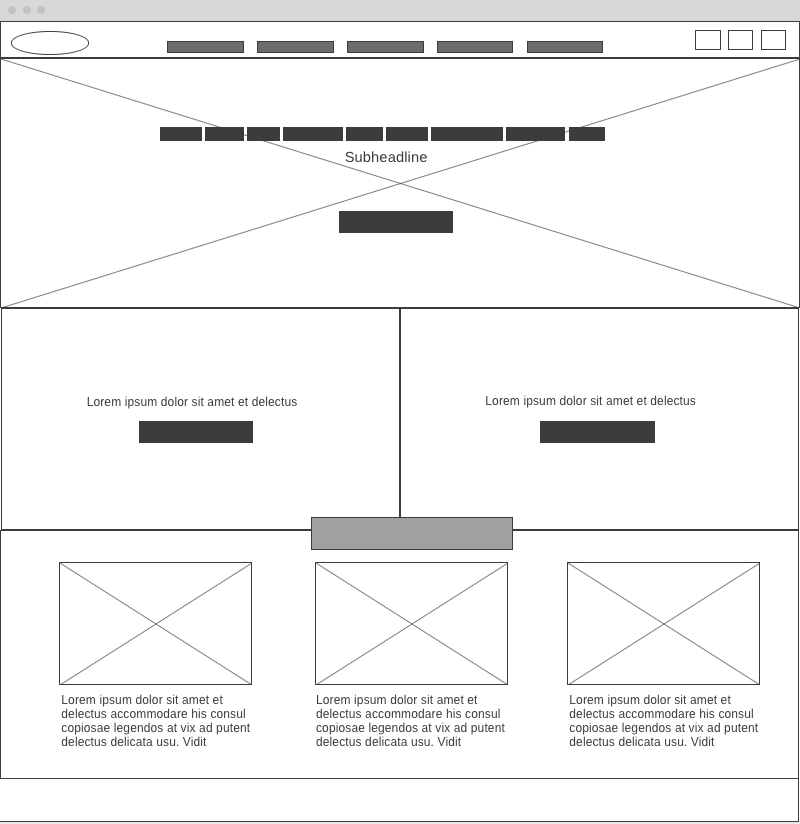 Subheadline
Lorem ipsum dolor sit amet et delectus
Lorem ipsum dolor sit amet et delectus
Lorem ipsum dolor sit amet et
delectus accommodare his consul
copiosae legendos at vix ad putent
delectus delicata usu. Vidit
Lorem ipsum dolor sit amet et
delectus accommodare his consul
copiosae legendos at vix ad putent
delectus delicata usu. Vidit
Lorem ipsum dolor sit amet et
delectus accommodare his consul
copiosae legendos at vix ad putent
delectus delicata usu. Vidit